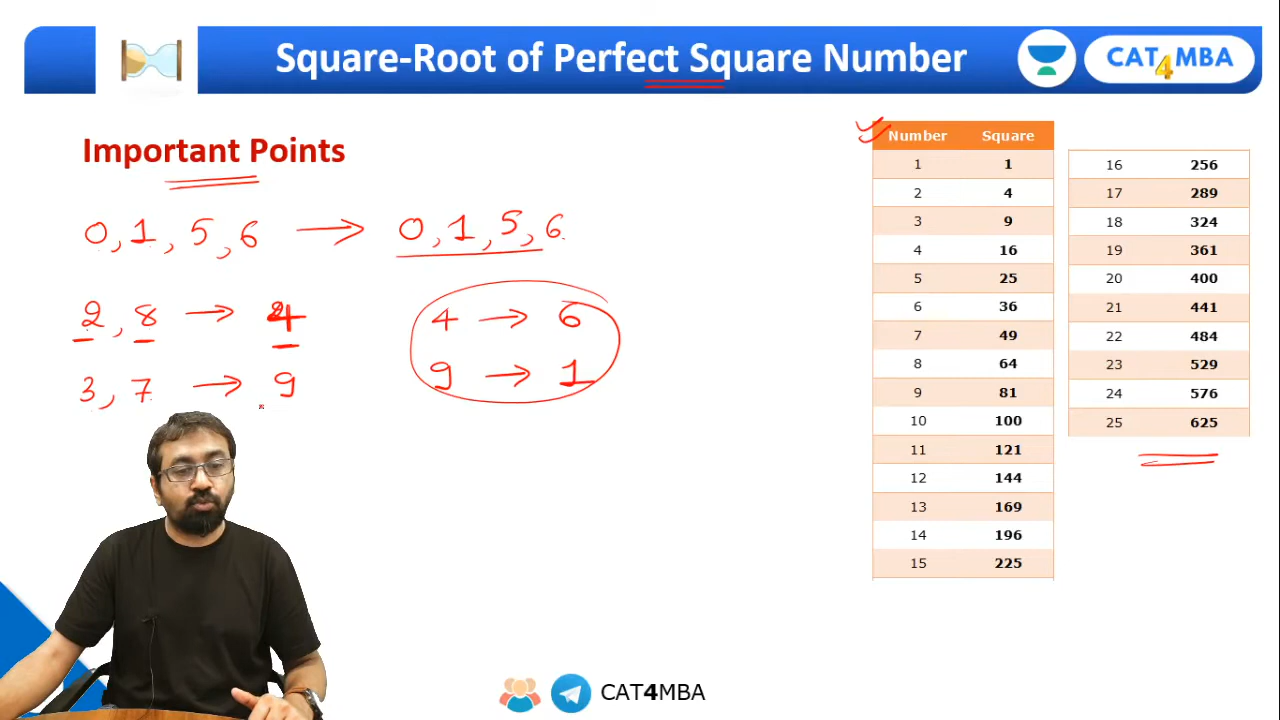 Square-Root of Perfect Square Number
CAT4MBA
Important Points
0, 1, 5, 6 → 0, 1, 5, 6
2, 8 → 4
3, 7 → 9
4 → 6
9 → 1
Number Square
1 1
2 4
3 9
4 16
5 25
6 36
7 49
8 64
9 81
10 100
11 121
12 144
13 169
14 196
15 225
16 256
17 289
18 324
19 361
20 400
21 441
22 484
23 529
24 576
25 625
CAT4MBA